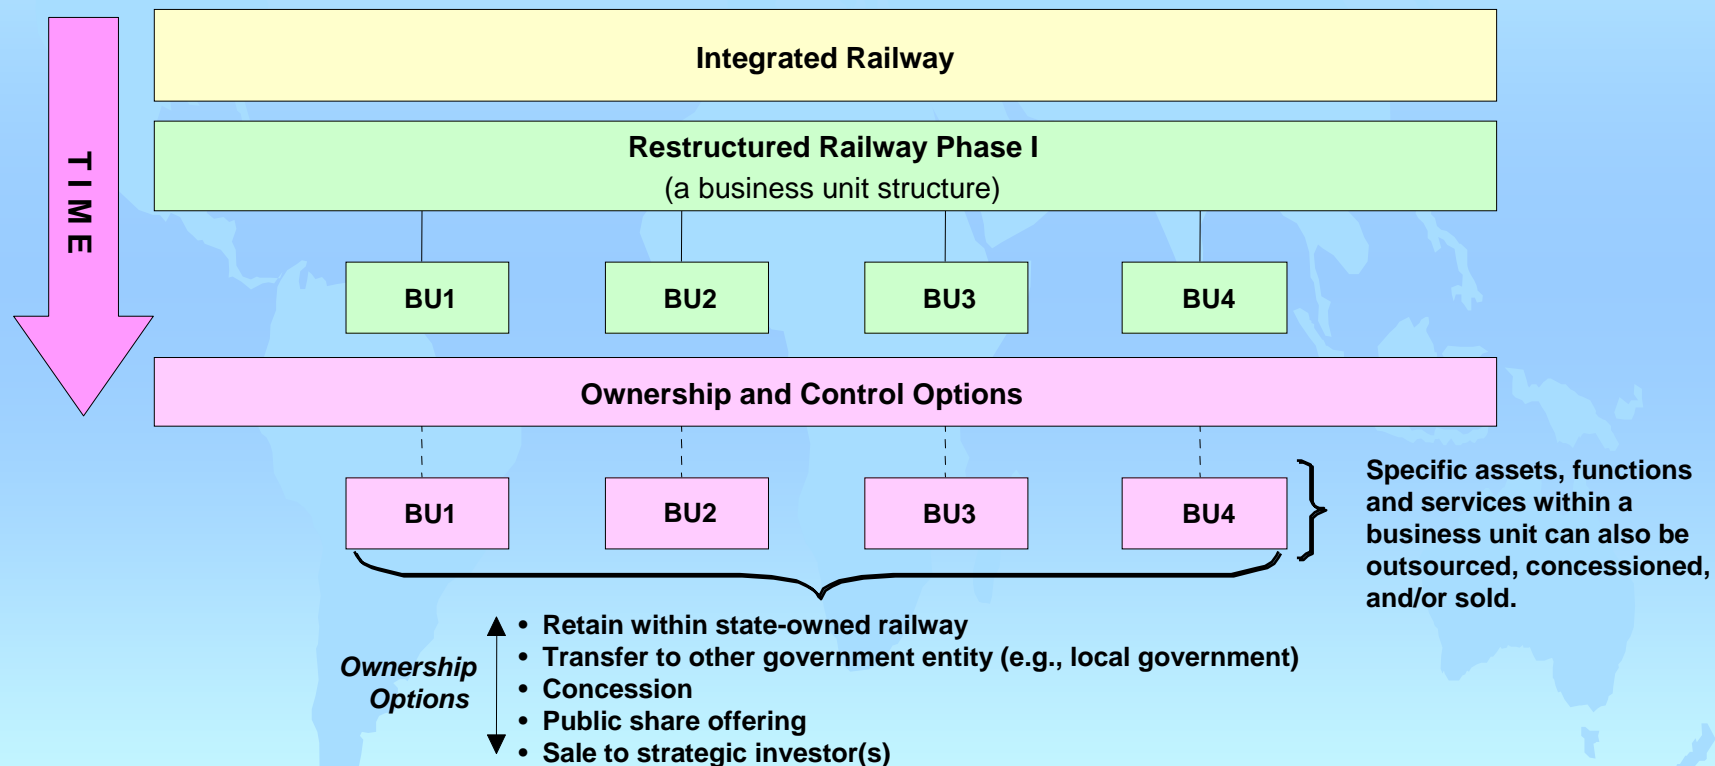 Integrated Railway
TIME
Restructured Railway Phase I
(a business unit structure)
BU1
BU2
BU3
BU4
Ownership and Control Options
BU1
BU2
BU3
BU4
Specific assets, functions
and services within a
business unit can also be
outsourced, concessioned,
and/or sold.
Ownership
Options
• Retain within state-owned railway
• Transfer to other government entity (e.g., local government)
• Concession
• Public share offering
• Sale to strategic investor(s)